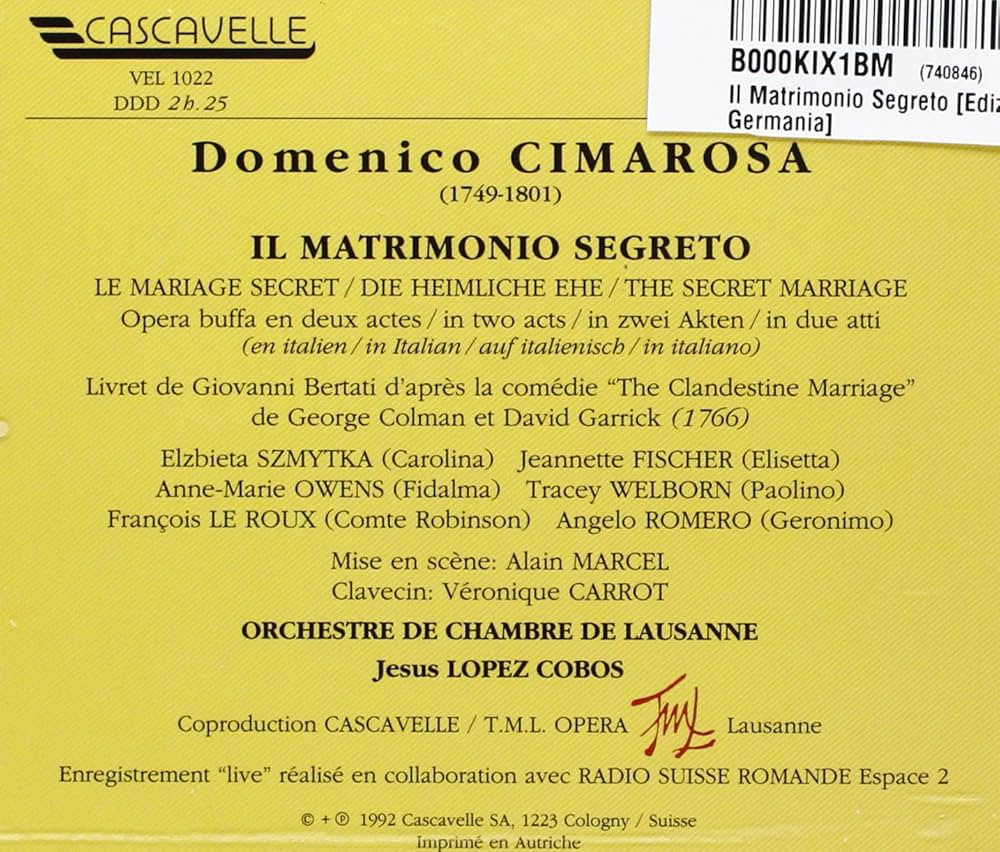 CASCAVELLE
VEL 1022
DDD 2h. 25
B000KIX1BM (740846)
Il Matrimonio Segreto [Ediz
Germania]
Domenico CIMAROSA
(1749-1801)
IL MATRIMONIO SEGRETO
LE MARIAGE SECRET / DIE HEIMLICHE EHE / THE SECRET MARRIAGE
Opera buffa en deux actes / in two acts / in zwei Akten / in due atti
(en italien / in Italian / auf italienisch / in italiano)
Livret de Giovanni Bertati d'après la comédie "The Clandestine Marriage"
de George Colman et David Garrick (1766)
Elzbieta SZMYTKA (Carolina) Jeannette FISCHER (Elisetta)
Anne-Marie OWENS (Fidalma) Tracey WELBORN (Paolino)
François LE ROUX (Comte Robinson) Angelo ROMERO (Geronimo)
Mise en scène: Alain MARCEL
Clavecin: Véronique CARROT
ORCHESTRE DE CHAMBRE DE LAUSANNE
Jesus LOPEZ COBOS
Coproduction CASCAVELLE / T.M.L. OPERA TML Lausanne
Enregistrement "live" réalisé en collaboration avec RADIO SUISSE ROMANDE Espace 2
© + ℗ 1992 Cascavelle SA, 1223 Cologny / Suisse
Imprimé en Autriche